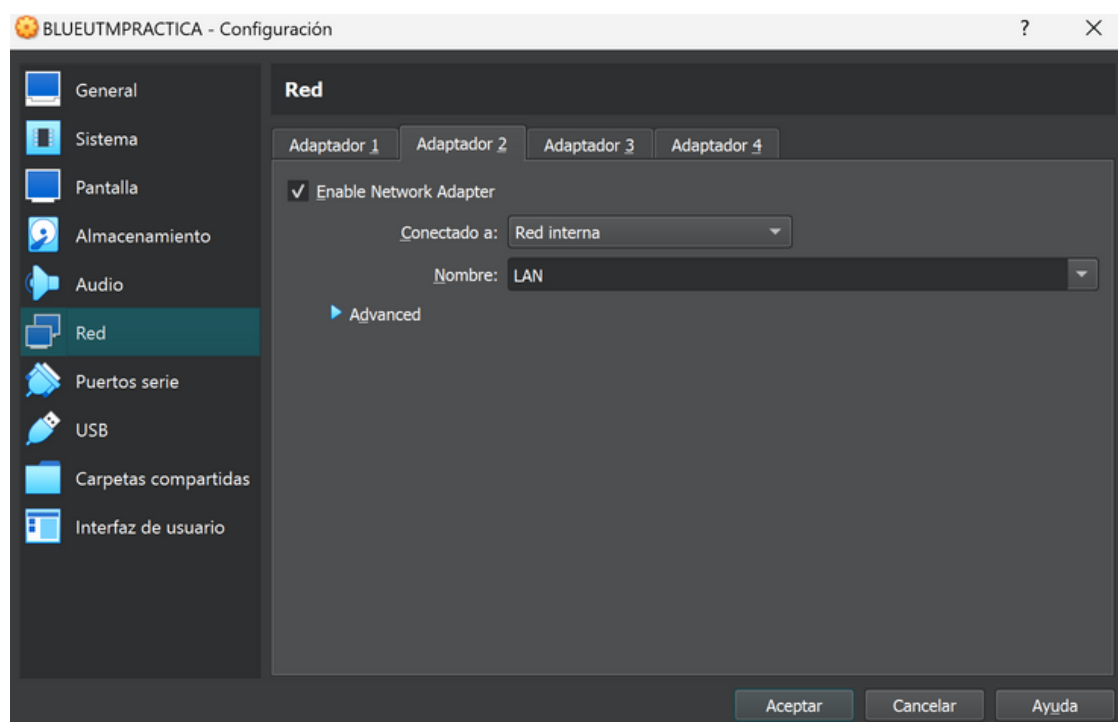 BLUEUTMPRACTICA - Configuración ?
General
Sistema
Pantalla
Almacenamiento
Audio
Red
Puertos serie
USB
Carpetas compartidas
Interfaz de usuario
Red
Adaptador 1 Adaptador 2 Adaptador 3 Adaptador 4
Enable Network Adapter
Conectado a: Red interna
Nombre: LAN
Advanced
Aceptar Cancelar Ayuda